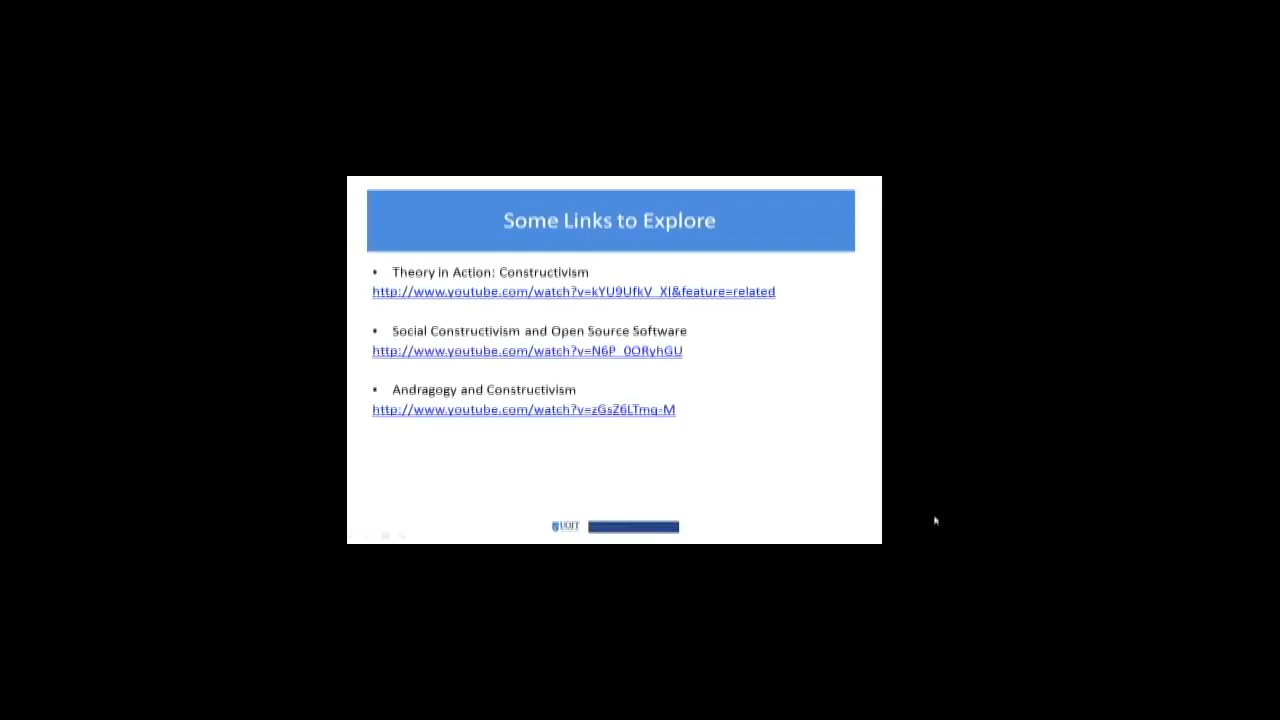 Some Links to Explore
• Theory in Action: Constructivism
http://www.youtube.com/watch?v=kYU9UfkV_XI&feature=related
• Social Constructivism and Open Source Software
http://www.youtube.com/watch?v=N6P_0ORyhGU
• Andragogy and Constructivism
http://www.youtube.com/watch?v=zGsZ6LTmq-M
UOIT